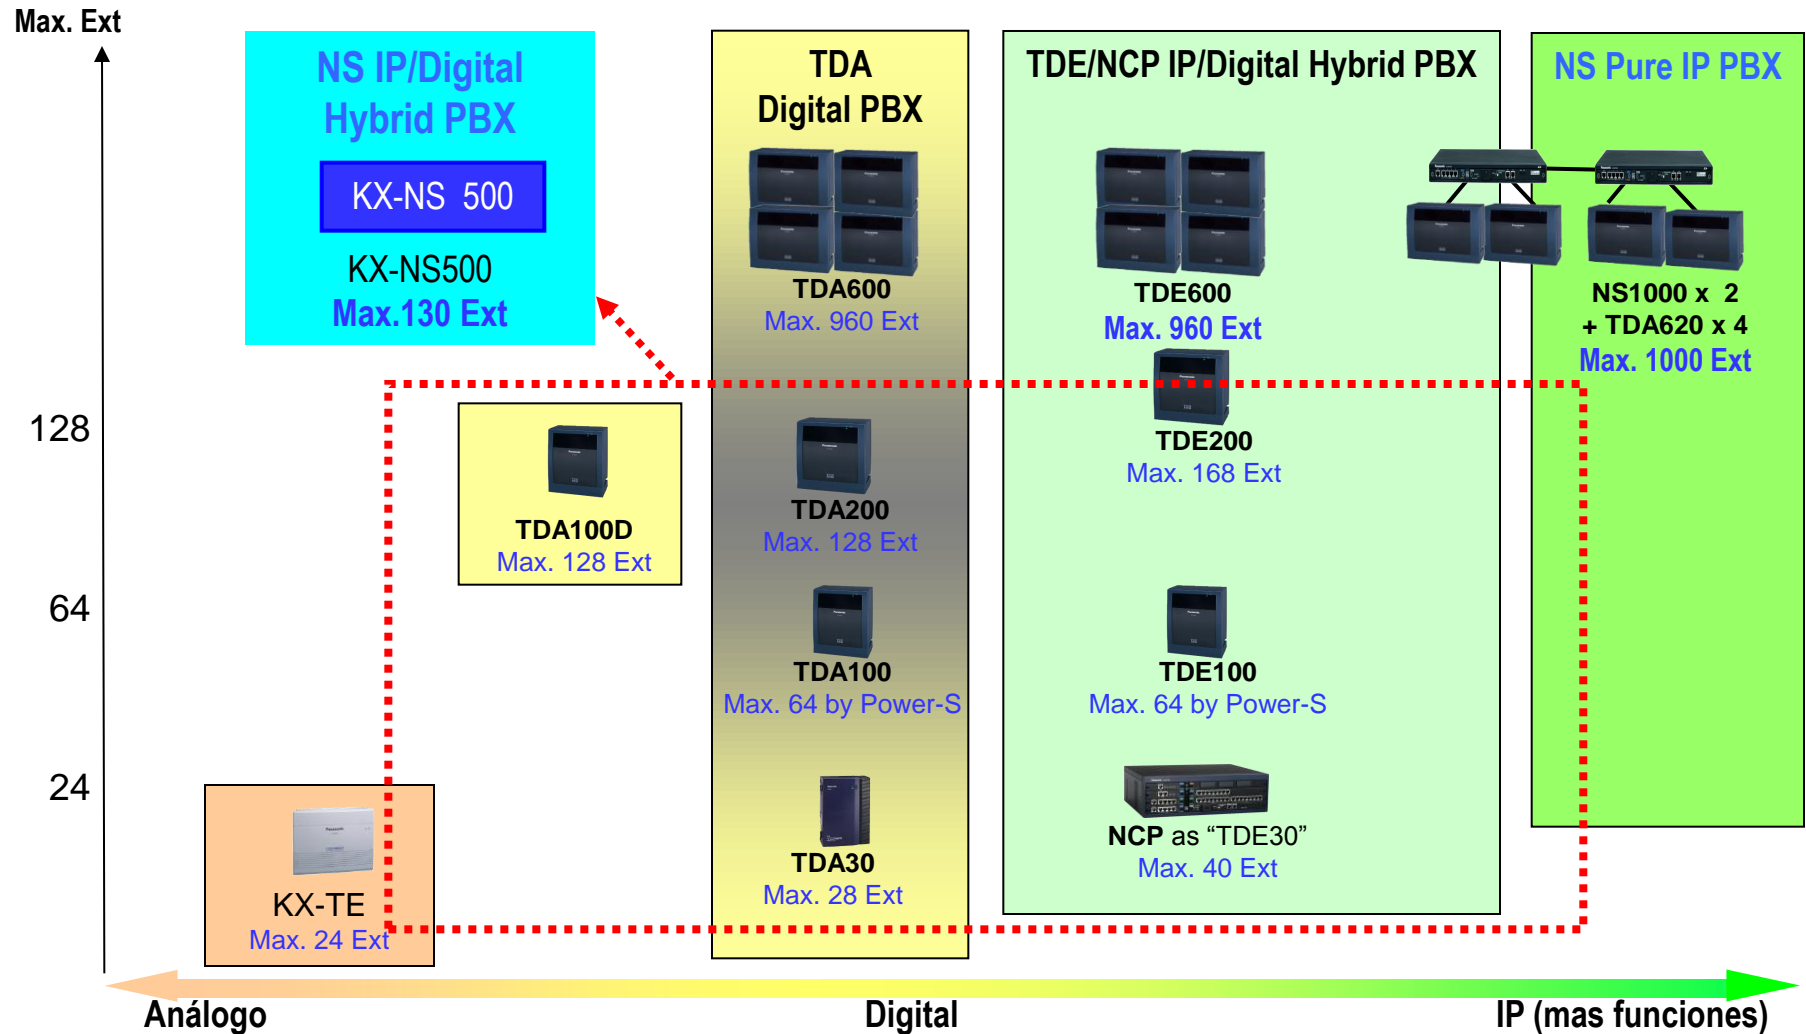 Max. Ext
NS IP/Digital
Hybrid PBX
KX-NS 500
KX-NS500
Max.130 Ext
TDA
Digital PBX
TDA600
Max. 960 Ext
TDE/NCP IP/Digital Hybrid PBX
TDE600
Max. 960 Ext
NS Pure IP PBX
NS1000 x 2
+ TDA620 x 4
Max. 1000 Ext
128
TDA100D
Max. 128 Ext
TDA200
Max. 128 Ext
TDE200
Max. 168 Ext
64
TDA100
Max. 64 by Power-S
TDE100
Max. 64 by Power-S
24
KX-TE
Max. 24 Ext
TDA30
Max. 28 Ext
NCP as “TDE30”
Max. 40 Ext
Análogo
Digital
IP (mas funciones)